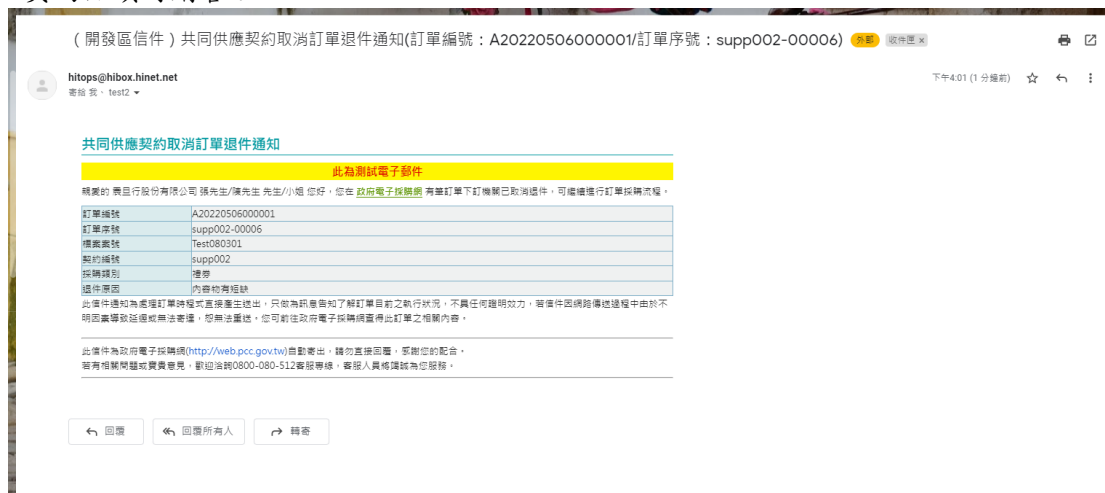 (開發區信件)共同供應契約取消訂單退件通知(訂單編號:A20220506000001/訂單序號:supp002-00006) 外部 收件匣 ×
hitops@hibox.hinet.net
下午4:01 (1 分鐘前)
寄給 我、test2
共同供應契約取消訂單退件通知
此為測試電子郵件
親愛的 震旦行股份有限公司 張先生/陳先生 先生/小姐 您好,您在 政府電子採購網 有筆訂單下訂機關已取消退件,可繼續進行訂單採購流程。
訂單編號 A20220506000001
訂單序號 supp002-00006
標案案號 Test080301
契約編號 supp002
採購類別 禮券
退件原因 內容物有短缺
此信件通知為處理訂單時程式直接產生送出,只做為訊息告知了解訂單目前之執行狀況,不具任何證明效力,若信件因網路傳送過程中由於不
明因素導致延遲或無法寄達,恕無法重送。您可前往政府電子採購網查得此訂單之相關內容。
此信件為政府電子採購網(http://web.pcc.gov.tw)自動寄出,請勿直接回覆,感謝您的配合。
若有相關問題或寶貴意見,歡迎洽詢0800-080-512客服專線,客服人員將竭誠為您服務。
回覆
回覆所有人
轉寄